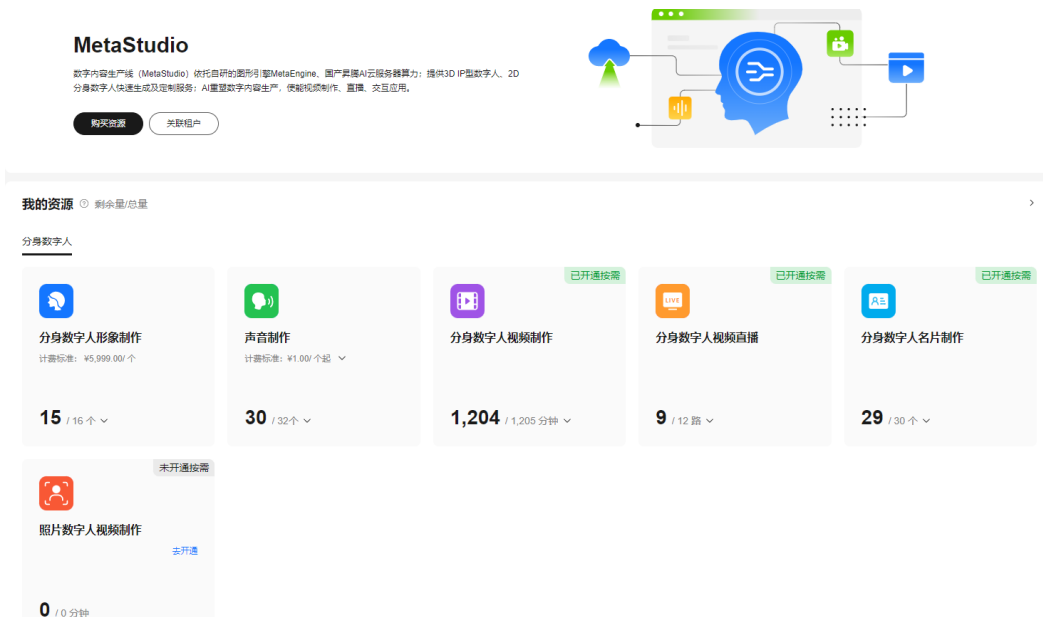 MetaStudio
数字内容生产线（MetaStudio）依托自研的图形引擎MetaEngine、国产昇腾AI云服务器算力；提供3D IP型数字人、2D
分身数字人快速生成及定制服务；AI重塑数字内容生产，使能视频制作、直播、交互应用。
购买资源 关联租户
我的资源 剩余量/总量
分身数字人
已开通按需 已开通按需 已开通按需
LIVE
分身数字人形象制作 声音制作 分身数字人视频制作 分身数字人视频直播 分身数字人名片制作
计费标准： ¥5,999.00/ 个 计费标准：¥1.00/ 个起
15 / 16 个 30 / 32个 1,204 / 1,205 分钟 9 / 12 路 29 / 30 个
未开通按需
照片数字人视频制作
去开通
0 / 0 分钟